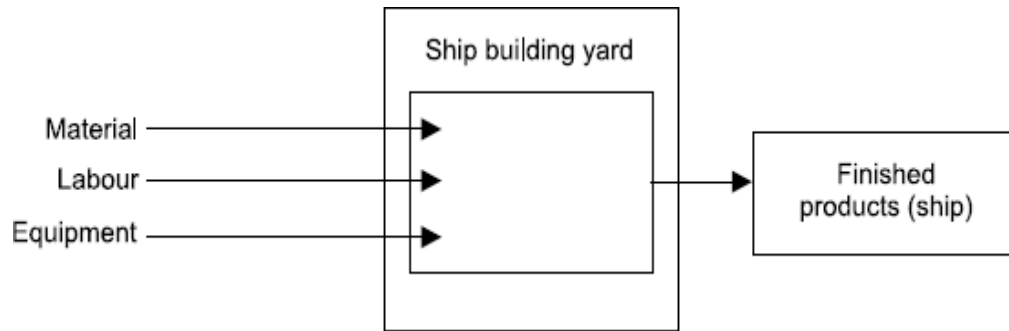 Ship building yard
Material
Labour
Equipment
Finished
products (ship)